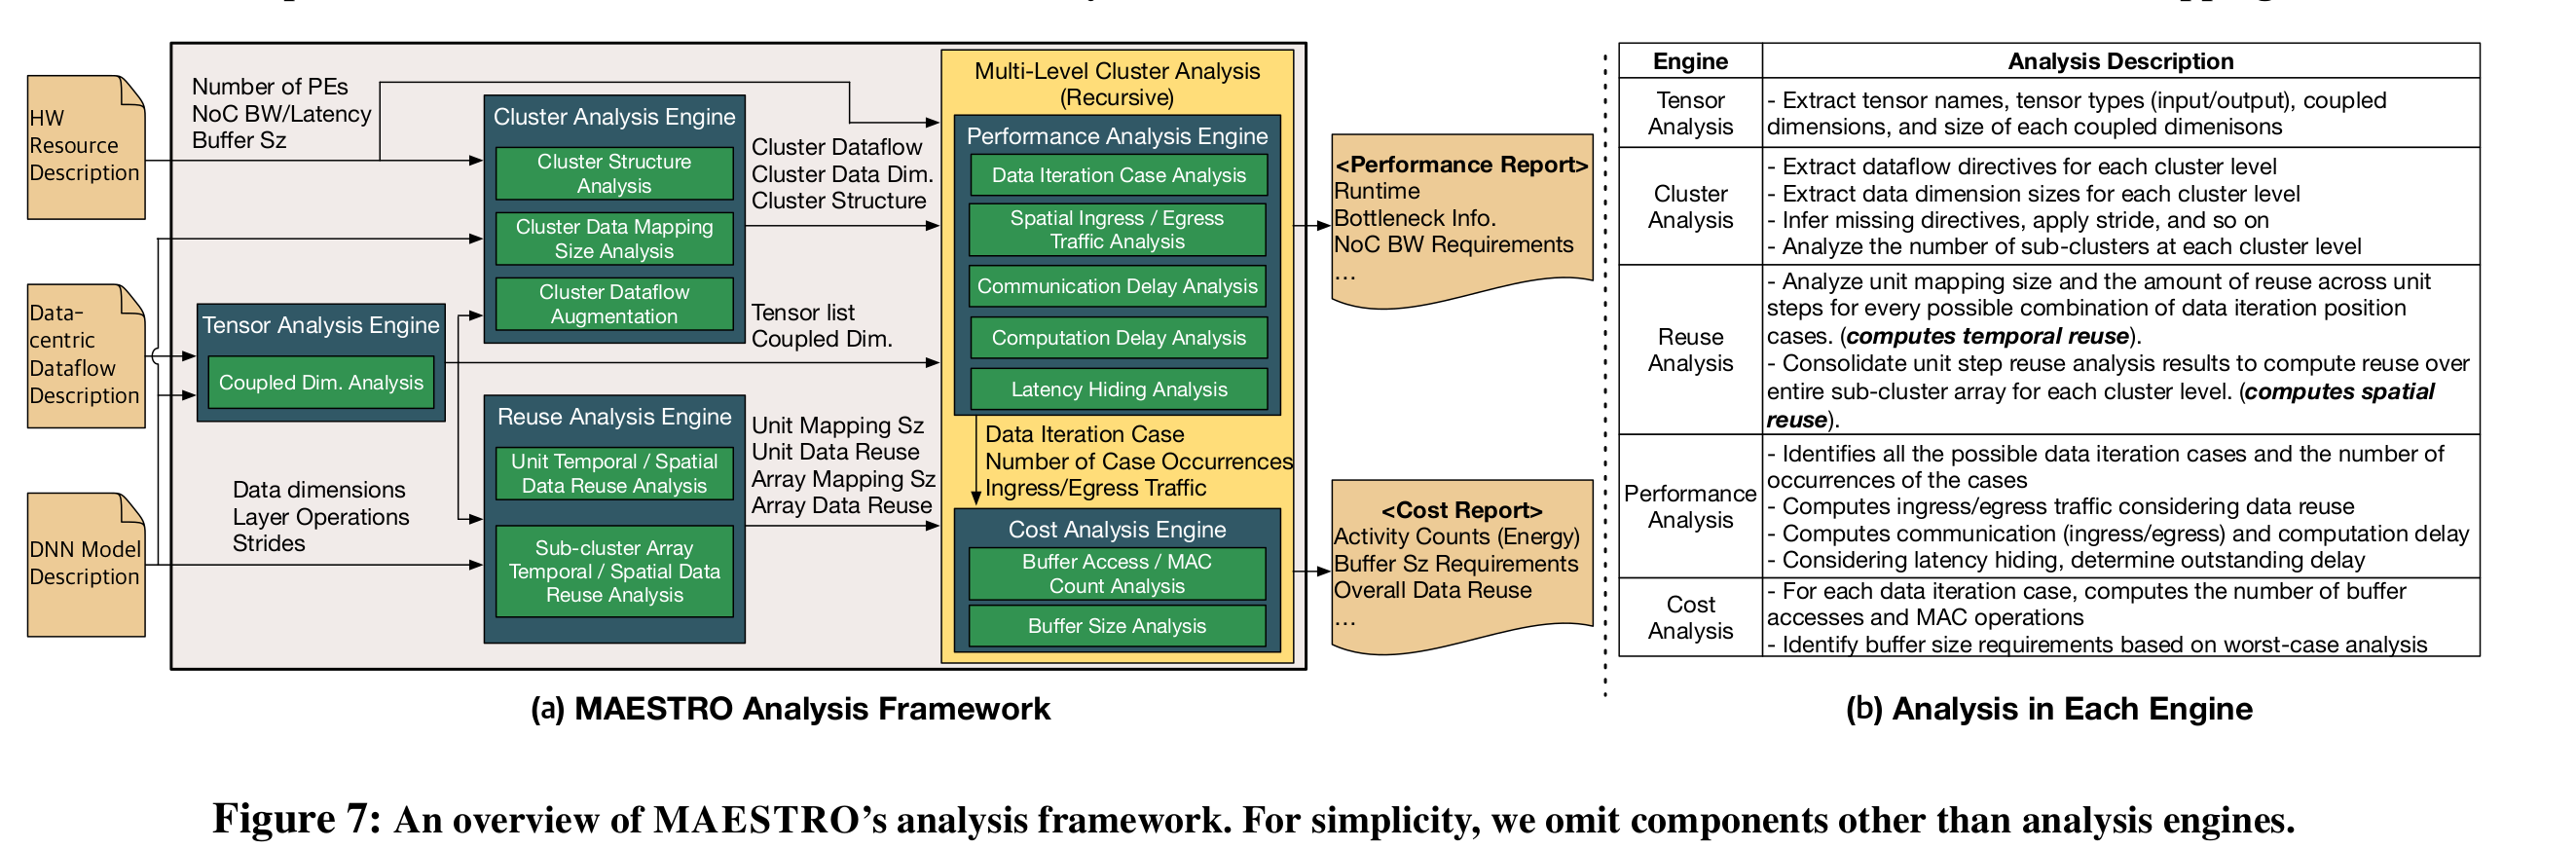 Number of PEs
NoC BW/Latency
Buffer Sz
HW
Resource
Description
Data-
centric
Dataflow
Description
DNN Model
Description
Tensor Analysis Engine
Coupled Dim. Analysis
Data dimensions
Layer Operations
Strides
Cluster Analysis Engine
Cluster Structure
Analysis
Cluster Data Mapping
Size Analysis
Cluster Dataflow
Augmentation
Reuse Analysis Engine
Unit Temporal / Spatial
Data Reuse Analysis
Sub-cluster Array
Temporal / Spatial Data
Reuse Analysis
Cluster Dataflow
Cluster Data Dim.
Cluster Structure
Tensor list
Coupled Dim.
Unit Mapping Sz
Unit Data Reuse
Array Mapping Sz
Array Data Reuse
Multi-Level Cluster Analysis
(Recursive)
Performance Analysis Engine
Data Iteration Case Analysis
Spatial Ingress / Egress
Traffic Analysis
Communication Delay Analysis
Computation Delay Analysis
Latency Hiding Analysis
Data Iteration Case
Number of Case Occurrences
Ingress/Egress Traffic
Cost Analysis Engine
Buffer Access / MAC
Count Analysis
Buffer Size Analysis
<Performance Report>
Runtime
Bottleneck Info.
NoC BW Requirements
...
<Cost Report>
Activity Counts (Energy)
Buffer Sz Requirements
Overall Data Reuse
...
(a) MAESTRO Analysis Framework
Engine Analysis Description
Tensor
Analysis
- Extract tensor names, tensor types (input/output), coupled
dimensions, and size of each coupled dimenisons
Cluster
Analysis
- Extract dataflow directives for each cluster level
- Extract data dimension sizes for each cluster level
- Infer missing directives, apply stride, and so on
- Analyze the number of sub-clusters at each cluster level
Reuse
Analysis
- Analyze unit mapping size and the amount of reuse across unit
steps for every possible combination of data iteration position
cases. (computes temporal reuse).
- Consolidate unit step reuse analysis results to compute reuse over
entire sub-cluster array for each cluster level. (computes spatial
reuse).
Performance
Analysis
- Identifies all the possible data iteration cases and the number of
occurrences of the cases
- Computes ingress/egress traffic considering data reuse
- Computes communication (ingress/egress) and computation delay
- Considering latency hiding, determine outstanding delay
Cost
Analysis
- For each data iteration case, computes the number of buffer
accesses and MAC operations
- Identify buffer size requirements based on worst-case analysis
(b) Analysis in Each Engine
Figure 7: An overview of MAESTRO's analysis framework. For simplicity, we omit components other than analysis engines.